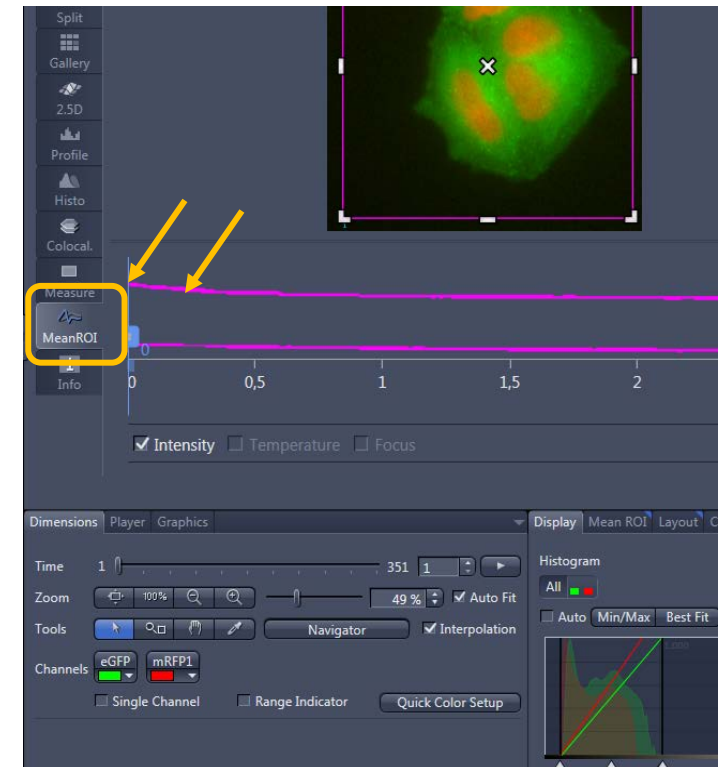 Split
Gallery
2.5D
Profile
Histo
Colocal.
Measure
MeanROI
Info
0
0 0,5 1 1,5 2
Intensity Temperature Focus
Dimensions Player Graphics
Time 1 351 1
Zoom 100% 49 % Auto Fit
Tools Navigator Interpolation
Channels eGFP mRFP1
Single Channel Range Indicator Quick Color Setup
Display Mean ROI Layout C
Histogram
All
Auto Min/Max Best Fit
1.000